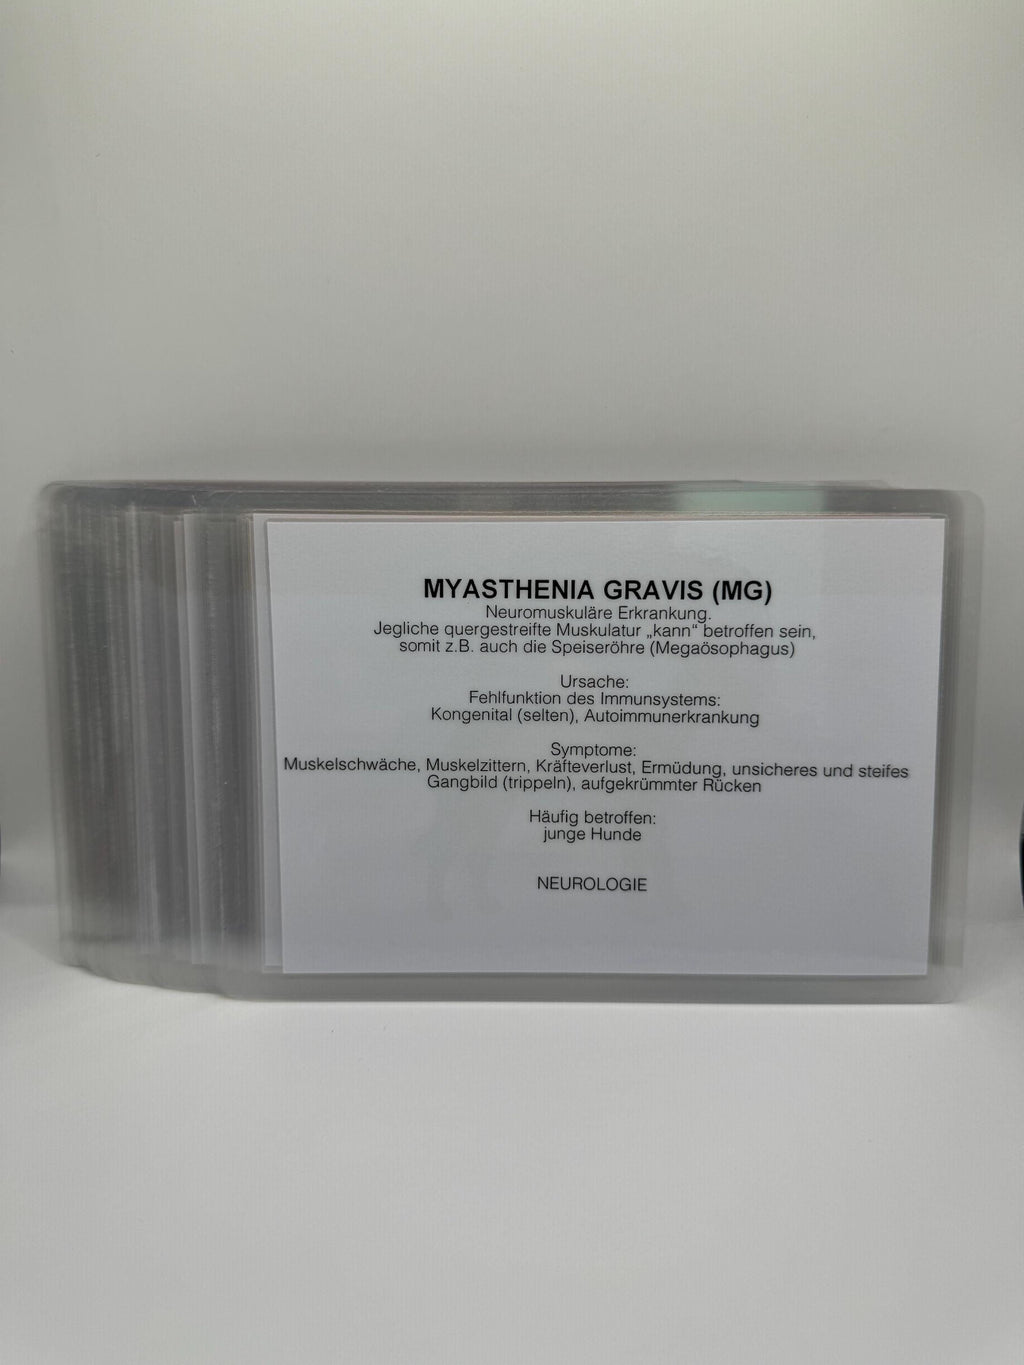 MYASTHENIA GRAVIS (MG)
Neuromuskuläre Erkrankung.
Jegliche quergestreifte Muskulatur „kann“ betroffen sein,
somit z.B. auch die Speiseröhre (Megaösophagus)
Ursache:
Fehlfunktion des Immunsystems:
Kongenital (selten), Autoimmunerkrankung
Symptome:
Muskelschwäche, Muskelzittern, Kräfteverlust, Ermüdung, unsicheres und steifes
Gangbild (trippeln), aufgekrümmter Rücken
Häufig betroffen:
junge Hunde
NEUROLOGIE